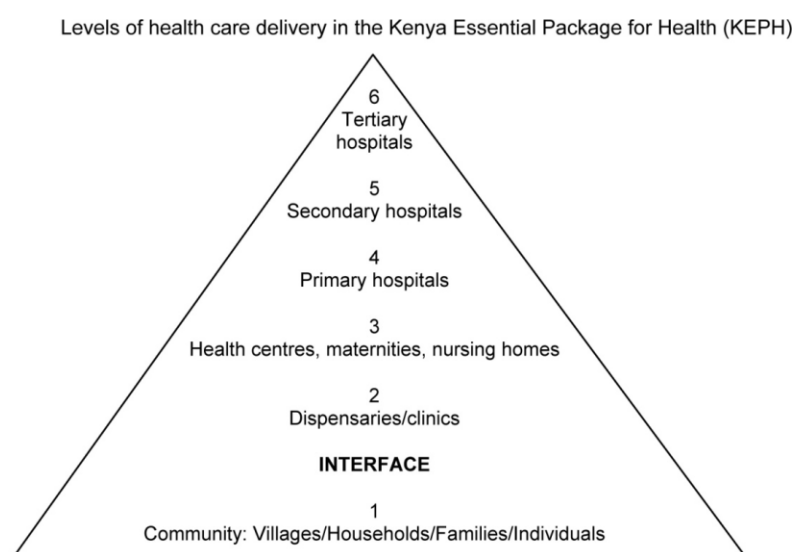 Levels of health care delivery in the Kenya Essential Package for Health (KEPH)
6
Tertiary
hospitals
5
Secondary hospitals
4
Primary hospitals
3
Health centres, maternities, nursing homes
2
Dispensaries/clinics
INTERFACE
1
Community: Villages/Households/Families/Individuals